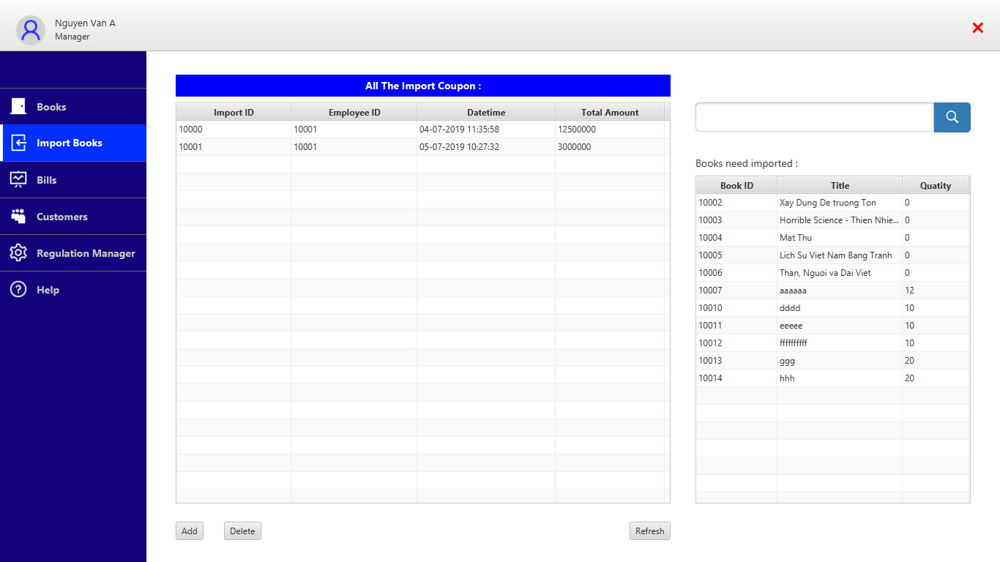 Nguyen Van A
Manager
Books
Import Books
Bills
Customers
Regulation Manager
Help
All The Import Coupon :
Import ID Employee ID Datetime Total Amount
10000 10001 04-07-2019 11:35:58 12500000
10001 10001 05-07-2019 10:27:32 3000000
Add Delete Refresh
Books need imported :
Book ID Title Quatity
10002 Xay Dung De truong Ton 0
10003 Horrible Science - Thien Nhie... 0
10004 Mat Thu 0
10005 Lich Su Viet Nam Bang Tranh 0
10006 Than, Nguoi va Dai Viet 0
10007 aaaaaa 12
10010 dddd 10
10011 eeeee 10
10012 ffffffffff 10
10013 ggg 20
10014 hhh 20